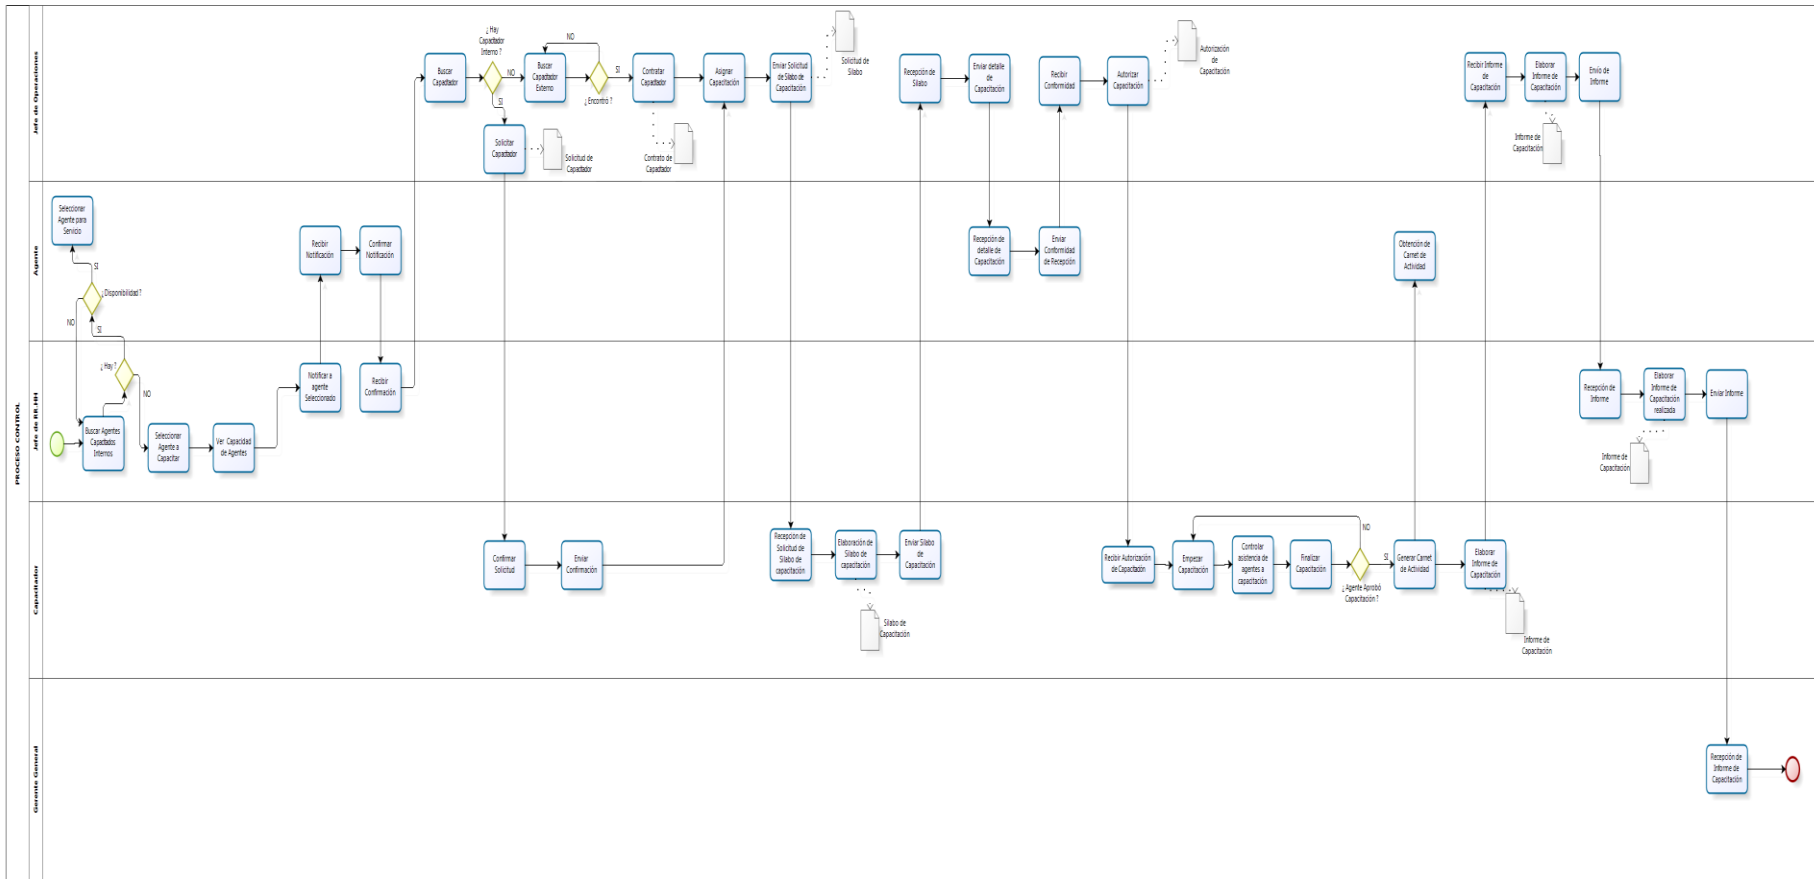 PROCESO CONTROL
Jefe de Operaciones
Buscar
Capacitador
¿ Hay
Capacitador
Interno ?
NO
SI
Buscar
Capacitador
Externo
NO
¿ Encontró ?
SI
Contratar
Capacitador
Asignar
Capacitación
Enviar Solicitud
de Sílabo de
Capacitación
Solicitud de
Sílabo
Solicitar
Capacitador
Solicitud de
Capacitador
Contrato de
Capacitador
Recepción de
Sílabo
Enviar detalle
de
Capacitación
Recibir
Conformidad
Autorizar
Capacitación
Autorización
de
Capacitación
Recibir Informe
de
Capacitación
Elaborar
Informe de
Capacitación
Envío de
Informe
Informe de
Capacitación
Agente
Seleccionar
Agente para
Servicio
SI
¿Disponibilidad ?
NO
SI
Recibir
Notificación
Confirmar
Notificación
Recepción de
detalle de
Capacitación
Enviar
Conformidad
de Recepción
Obtención de
Carnet de
Actividad
Jefe de RR.HH
¿ Hay ?
NO
Buscar Agentes
Capacitados
Internos
Seleccionar
Agente a
Capacitar
Ver Capacidad
de Agentes
Notificar a
agente
Seleccionado
Recibir
Confirmación
Recepción
de Informe
Elaborar
Informe de
Capacitación
realizada
Enviar Informe
Informe de
Capacitación
Capacitador
Confirmar
Solicitud
Enviar
Confirmación
Recepción de
Solicitud de
Sílabo de
capacitación
Elaboración de
Sílabo de
capacitación
Enviar Sílabo
de
Capacitación
Sílabo de
Capacitación
Recibir Autorización
de Capacitación
Empezar
Capacitación
Controlar
asistencia de
agentes a
capacitación
Finalizar
Capacitación
NO
¿ Agente Aprobó
Capacitación ?
SI
Generar Carnet
de Actividad
Elaborar
Informe de
Capacitación
Informe de
Capacitación
Gerente General
Recepción de
Informe de
Capacitación